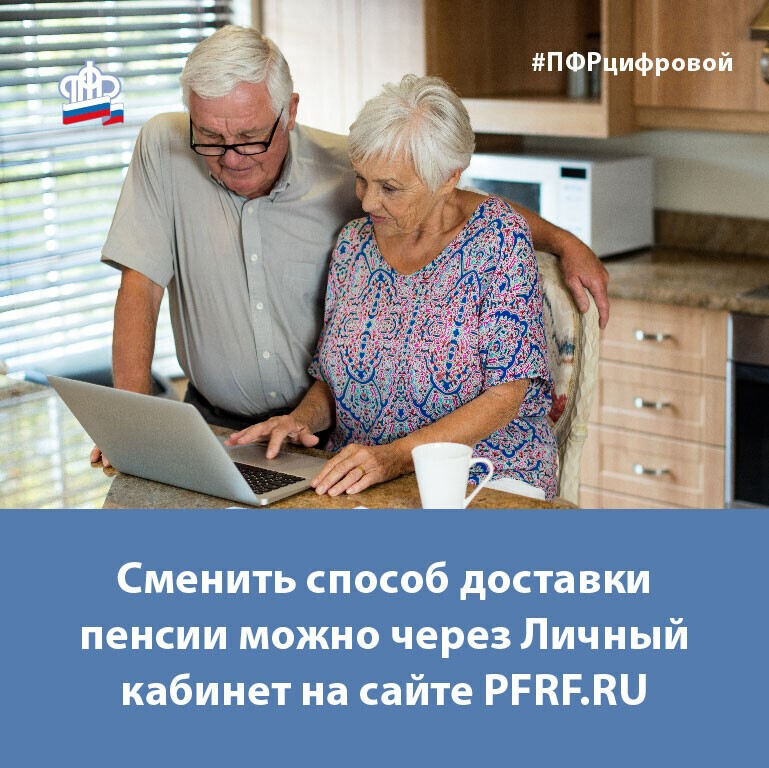 #ПФРцифровой
Сменить способ доставки
пенсии можно через Личный
кабинет на сайте PFRF.RU